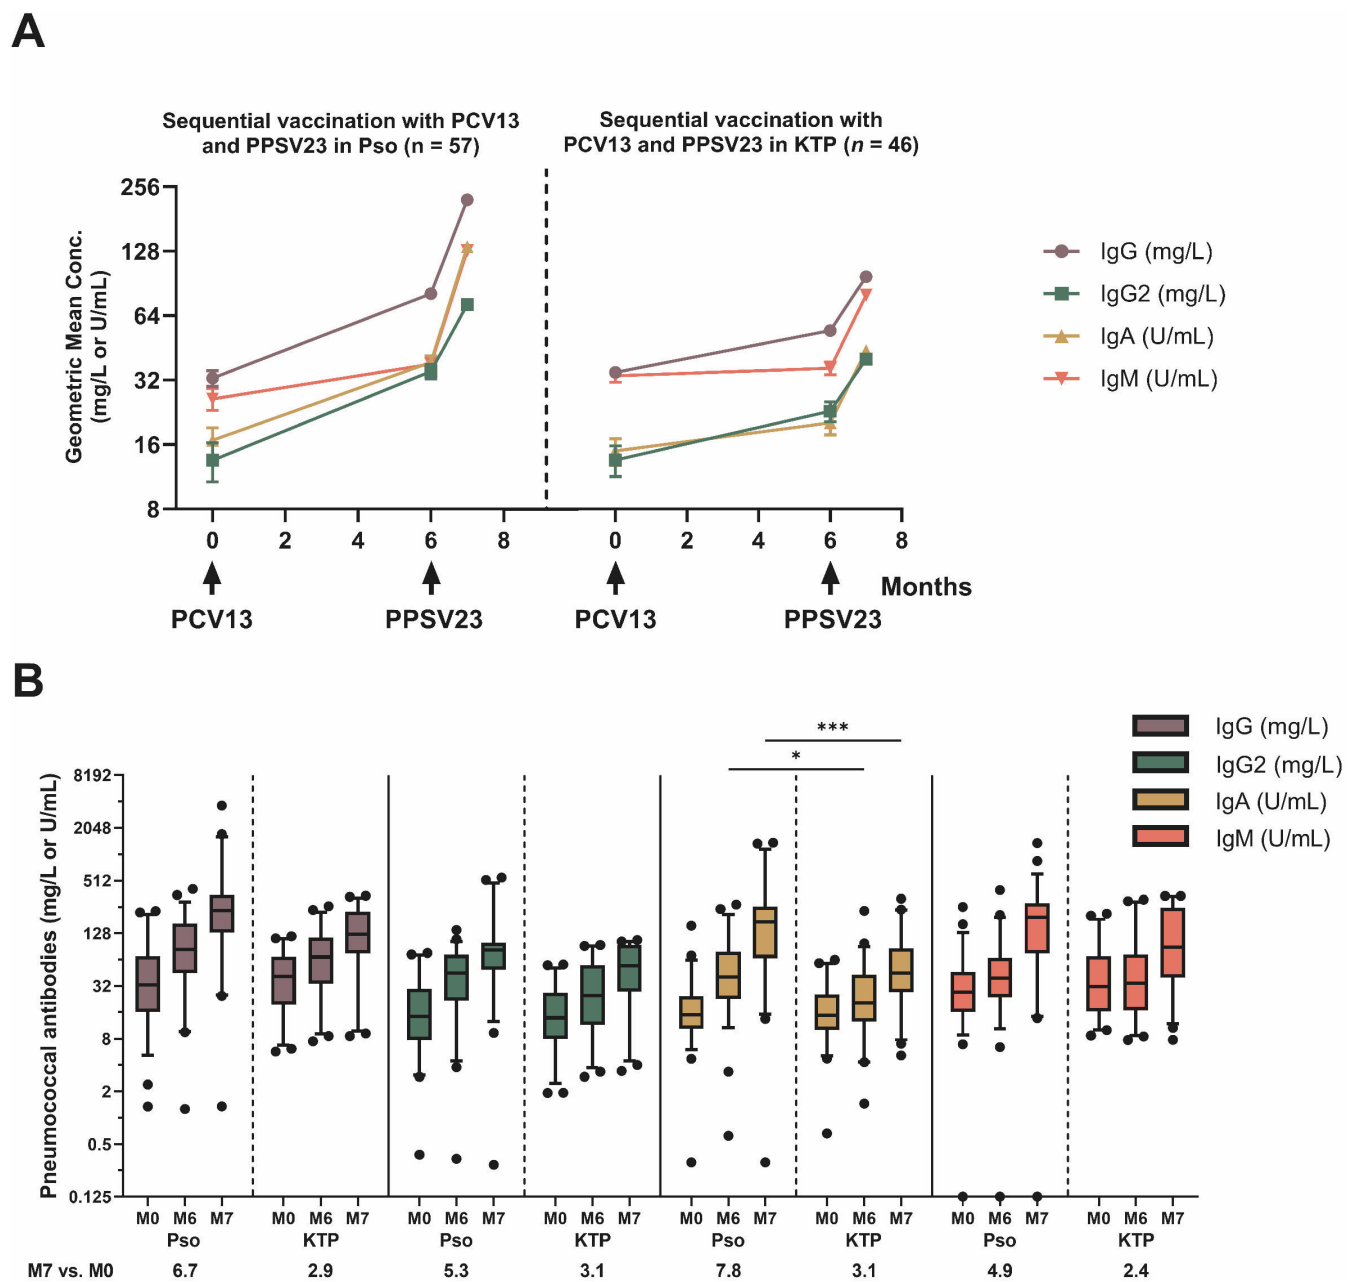 A
Sequential vaccination with PCV13
and PPSV23 in Pso (n = 57)
Sequential vaccination with
PCV13 and PPSV23 in KTP (n = 46)
Geometric Mean Conc.
(mg/L or U/mL)
256
128
64
32
16
8
0 2 4 6 8
0 2 4 6 8
Months
PCV13 PPSV23
PCV13 PPSV23
IgG (mg/L)
IgG2 (mg/L)
IgA (U/mL)
IgM (U/mL)
B
IgG (mg/L)
IgG2 (mg/L)
IgA (U/mL)
IgM (U/mL)
***
*
Pneumococcal antibodies (mg/L or U/mL)
8192
2048
512
128
32
8
2
0.5
0.125
M0 M6 M7 M0 M6 M7 M0 M6 M7 M0 M6 M7 M0 M6 M7 M0 M6 M7 M0 M6 M7 M0 M6 M7
Pso KTP Pso KTP Pso KTP Pso KTP
M7 vs. M0 6.7 2.9 5.3 3.1 7.8 3.1 4.9 2.4